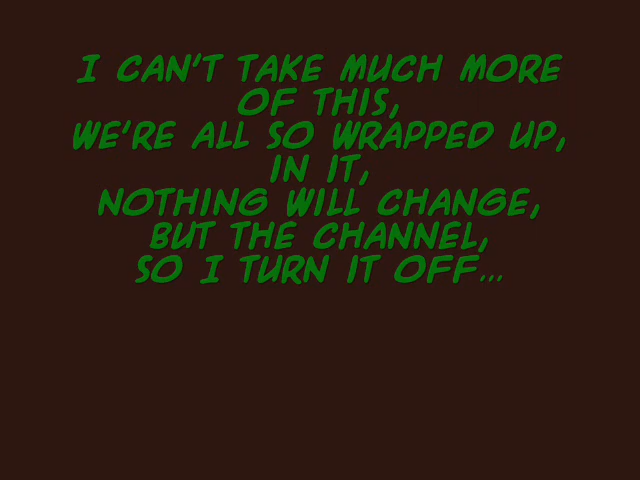 I CAN'T TAKE MUCH MORE
OF THIS,
WE'RE ALL SO WRAPPED UP,
IN IT,
NOTHING WILL CHANGE,
BUT THE CHANNEL,
SO I TURN IT OFF...